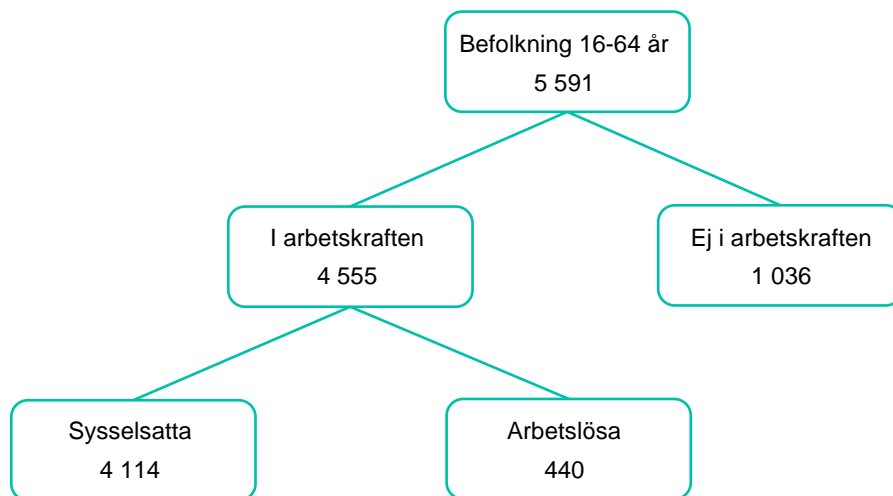 Befolkning 16-64 år
5 591
I arbetskraften
4 555
Ej i arbetskraften
1 036
Sysselsatta
4 114
Arbetslösa
440